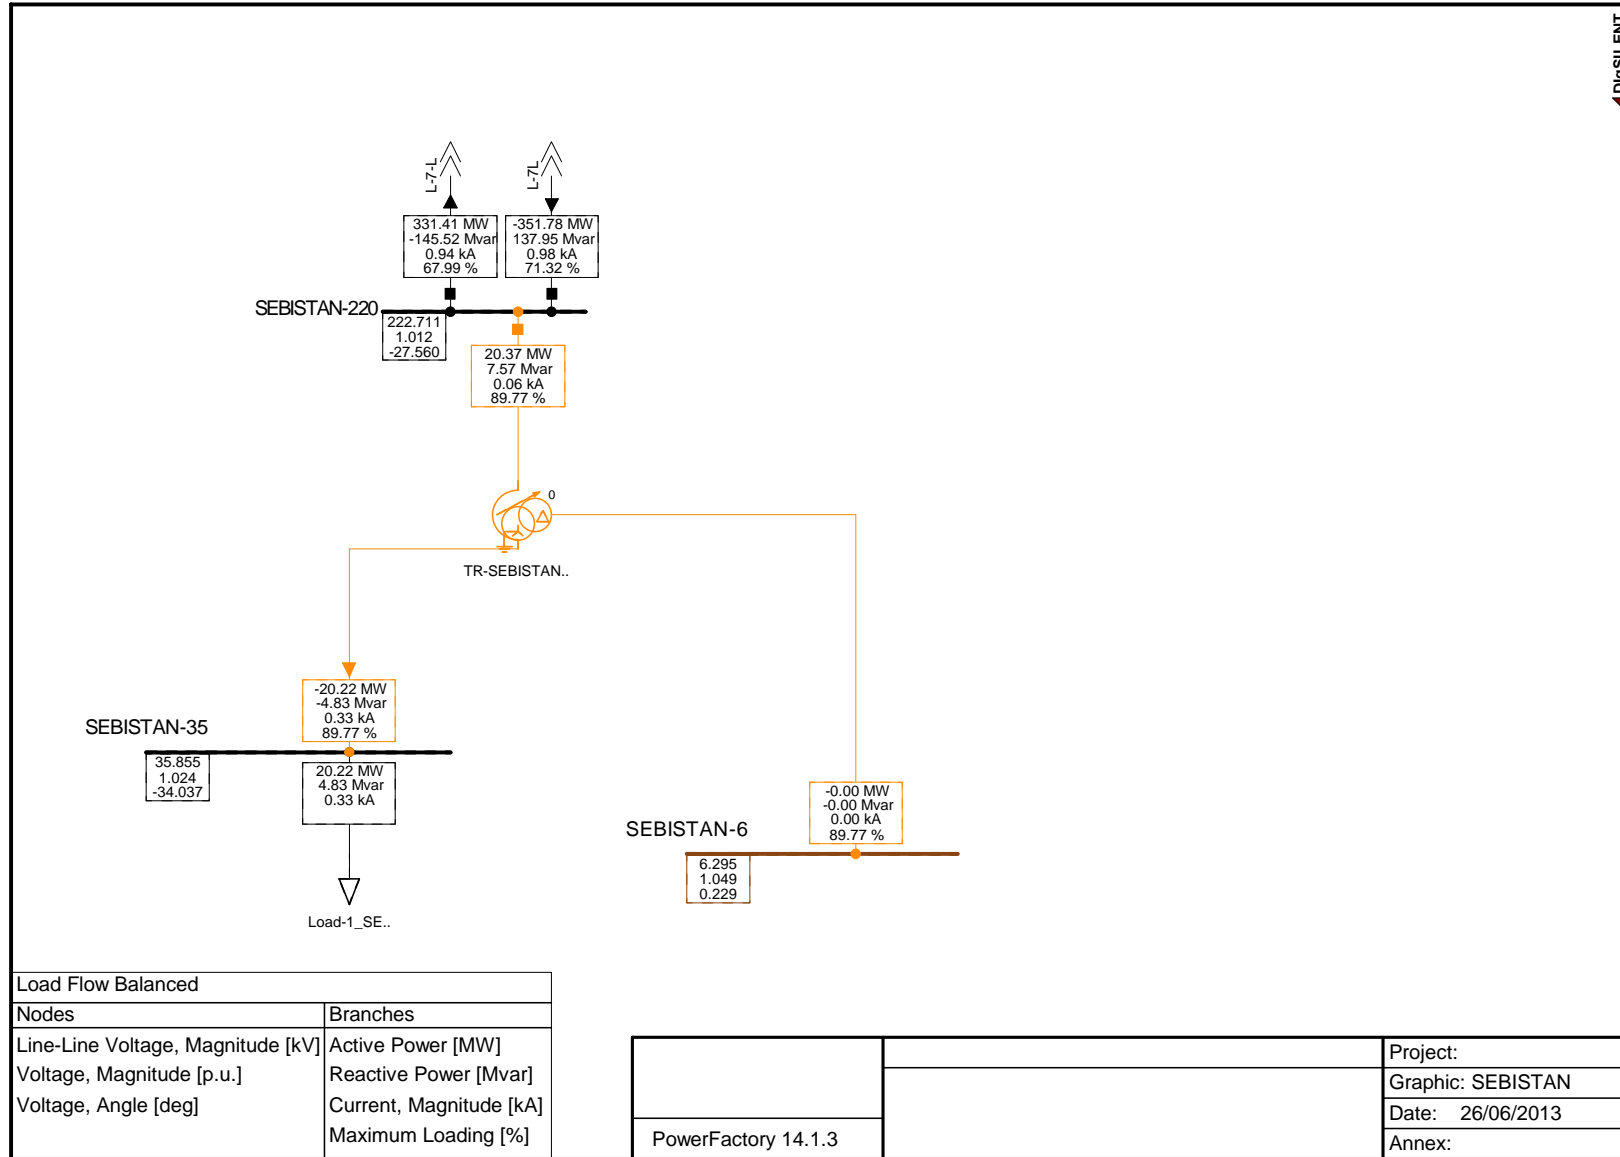 DIgSILENT
L-7-L
L-7L
331.41 MW
-145.52 Mvar
0.94 kA
67.99 %
-351.78 MW
137.95 Mvar
0.98 kA
71.32 %
SEBISTAN-220
222.711
1.012
-27.560
20.37 MW
7.57 Mvar
0.06 kA
89.77 %
0
TR-SEBISTAN..
-20.22 MW
-4.83 Mvar
0.33 kA
89.77 %
SEBISTAN-35
35.855
1.024
-34.037
20.22 MW
4.83 Mvar
0.33 kA
Load-1_SE..
-0.00 MW
-0.00 Mvar
0.00 kA
89.77 %
SEBISTAN-6
6.295
1.049
0.229
Load Flow Balanced
Nodes
Branches
Line-Line Voltage, Magnitude [kV]
Active Power [MW]
Voltage, Magnitude [p.u.]
Reactive Power [Mvar]
Voltage, Angle [deg]
Current, Magnitude [kA]
Maximum Loading [%]
PowerFactory 14.1.3
Project:
Graphic: SEBISTAN
Date: 26/06/2013
Annex: